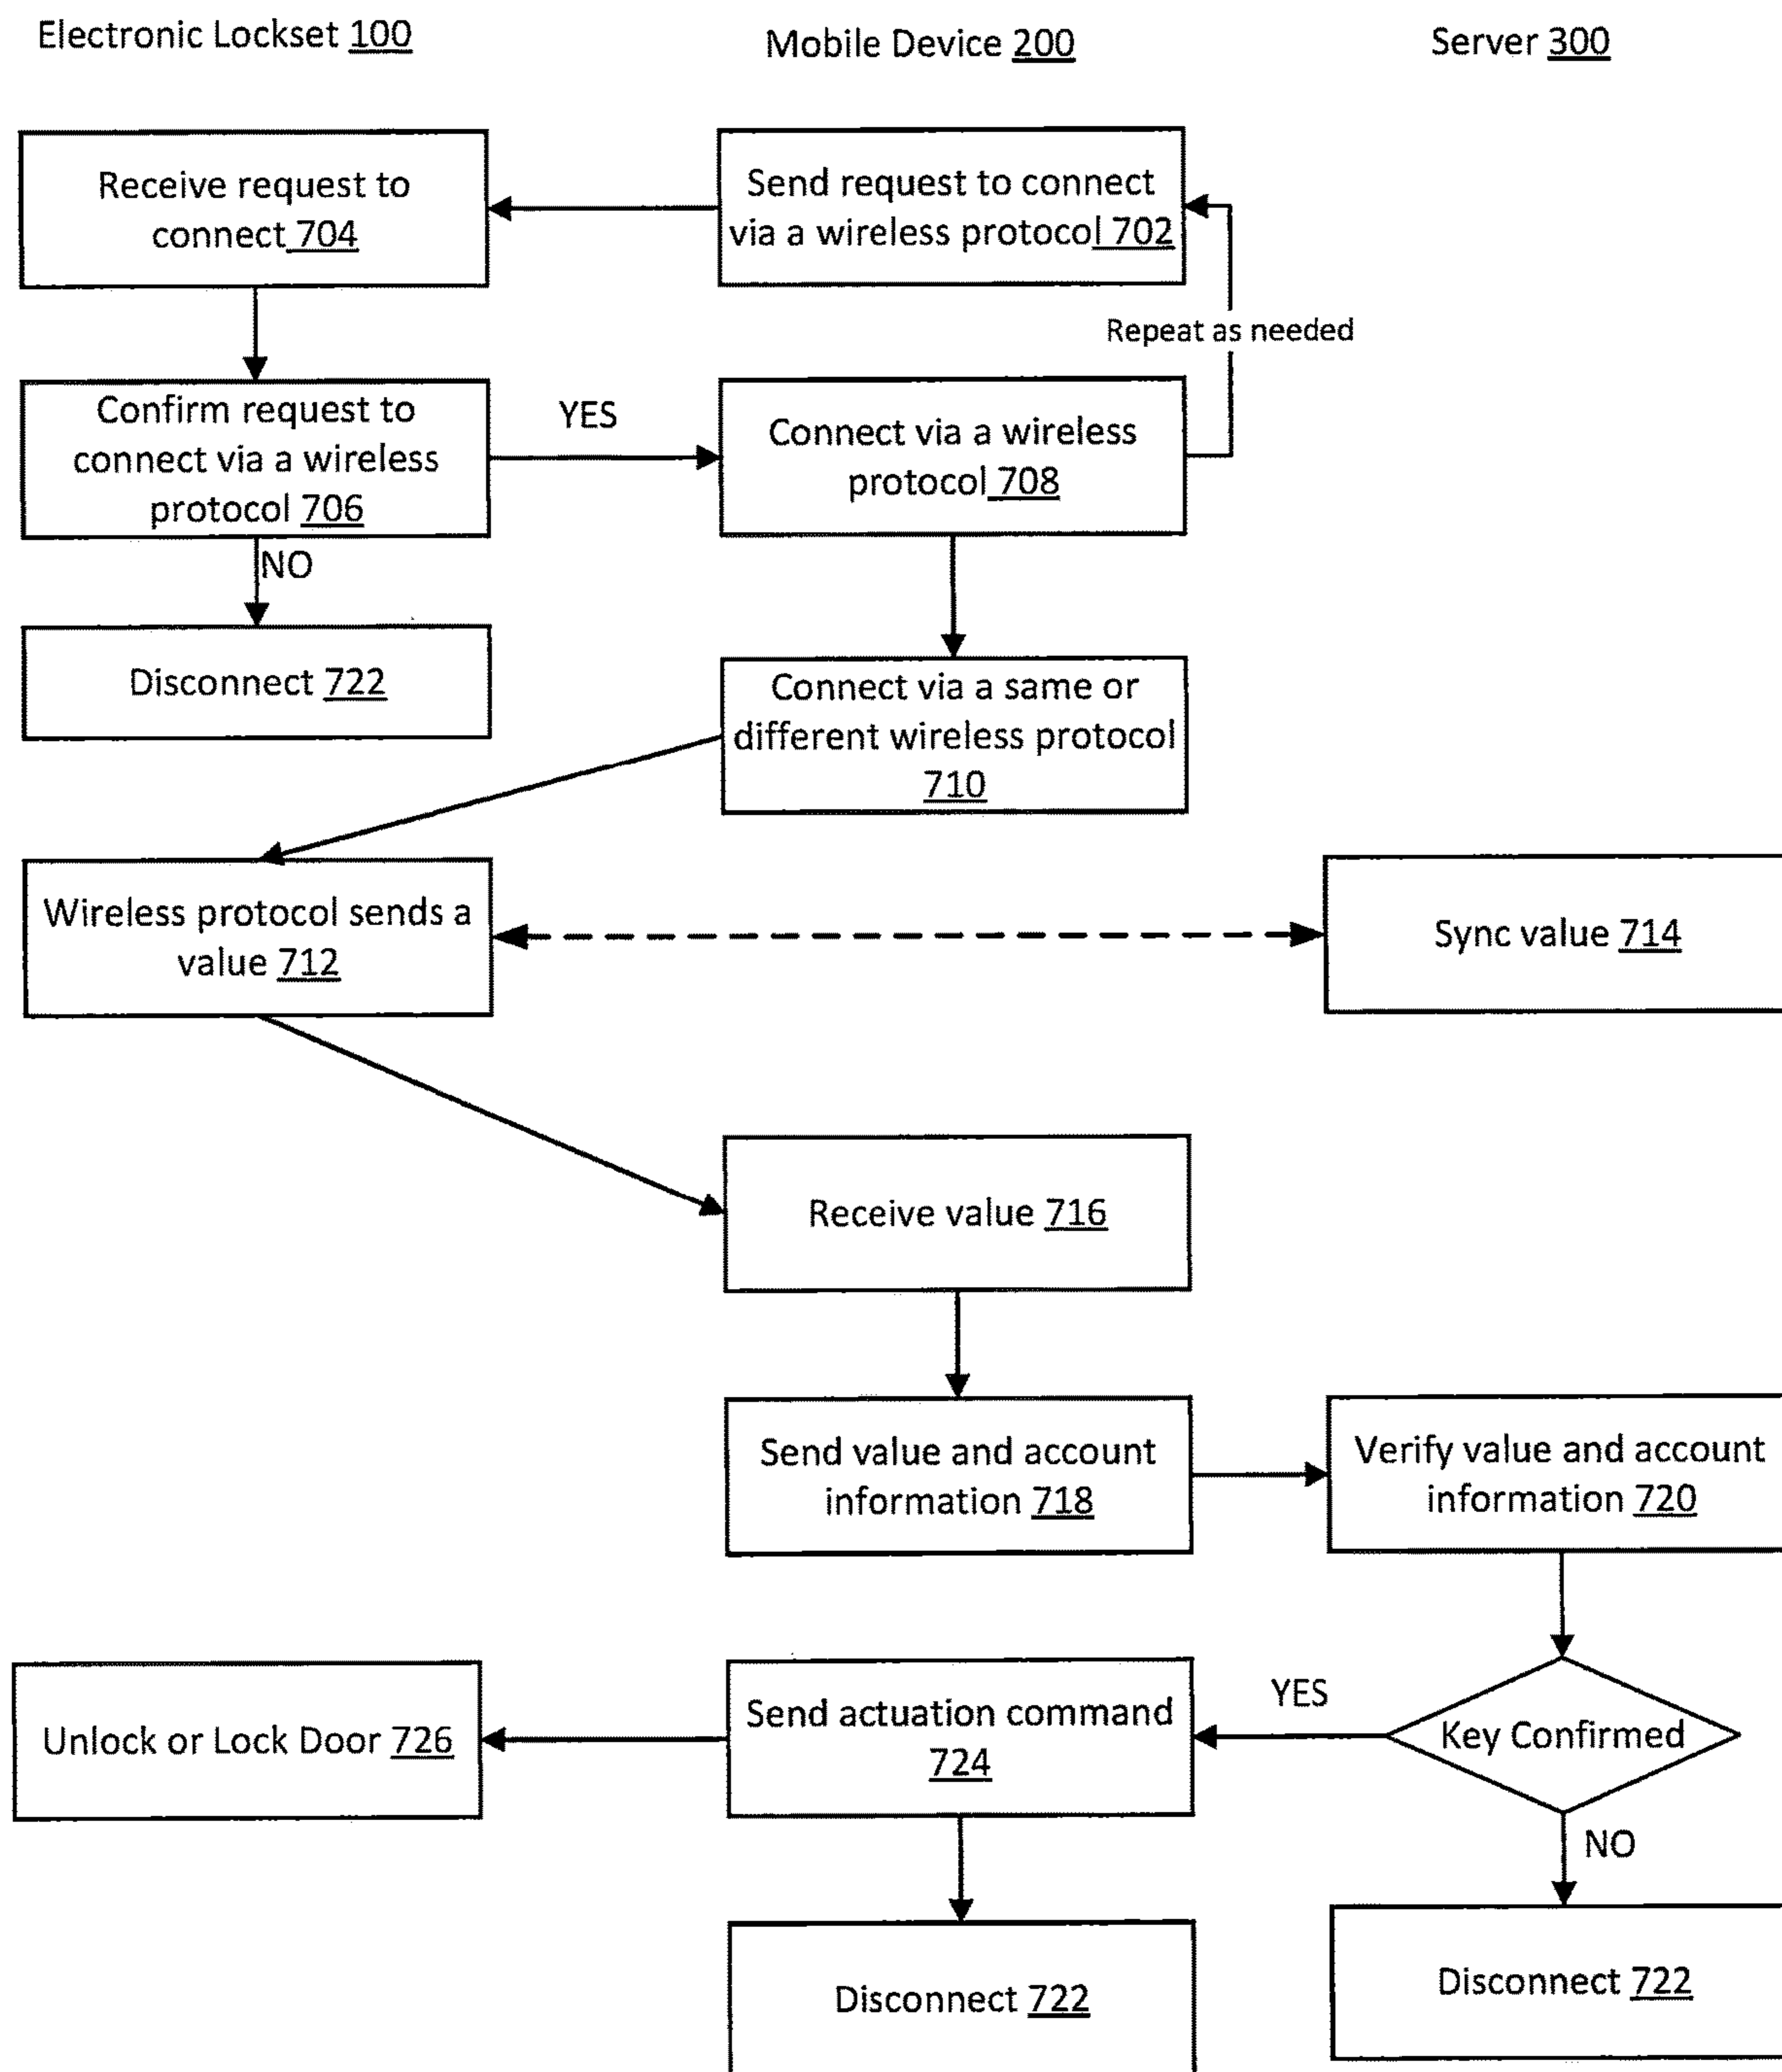 Electronic Lockset 100
Mobile Device 200
Server 300
Receive request to
connect 704
Send request to connect
via a wireless protocol 702
Repeat as needed
Confirm request to
connect via a wireless
protocol 706
YES
Connect via a wireless
protocol 708
NO
Disconnect 722
Connect via a same or
different wireless protocol
710
Wireless protocol sends a
value 712
Sync value 714
Receive value 716
Send value and account
information 718
Verify value and account
information 720
Unlock or Lock Door 726
Send actuation command
724
YES
Key Confirmed
NO
Disconnect 722
Disconnect 722